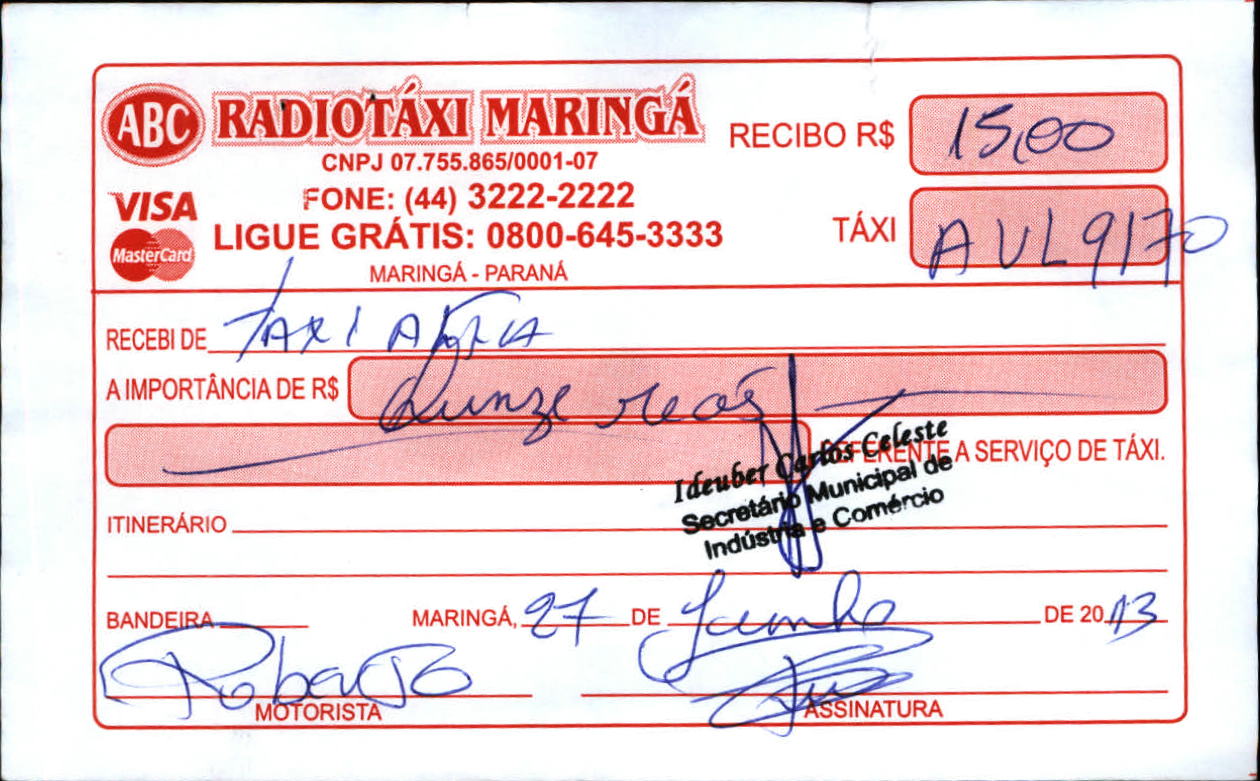 ABC RADIOTÁXI MARINGÁ
CNPJ 07.755.865/0001-07
VISA FONE: (44) 3222-2222
MasterCard LIGUE GRÁTIS: 0800-645-3333
MARINGÁ - PARANÁ
RECIBO R$ 15,00
TÁXI AUL9170
RECEBI DE TAXI
A IMPORTÂNCIA DE R$ Quinze reais
REFERENTE A SERVIÇO DE TÁXI.
Ideuber Carlos Celeste
Secretário Municipal de
Indústria e Comércio
ITINERÁRIO
BANDEIRA MARINGÁ, 27 DE Junho DE 2013
Roberto
MOTORISTA ASSINATURA